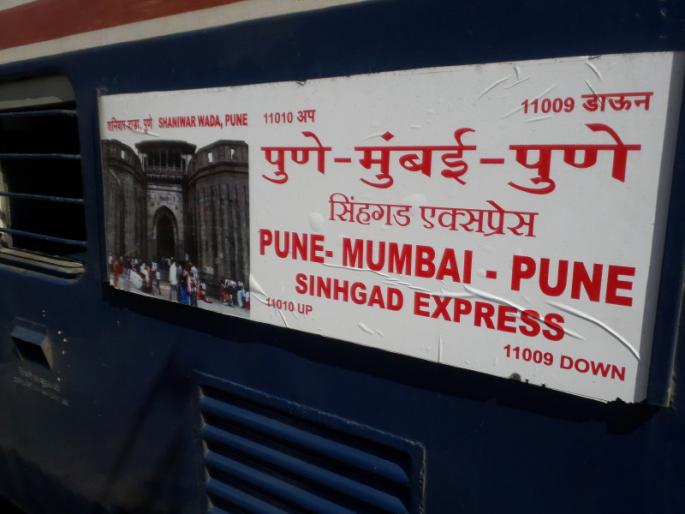 शनिवार-वाडा, पुणे SHANIWAR WADA, PUNE
11010 अप
11009 डाऊन
पुणे-मुंबई-पुणे
सिंहगड एक्सप्रेस
PUNE- MUMBAI - PUNE
SINHGAD EXPRESS
11010 UP
11009 DOWN